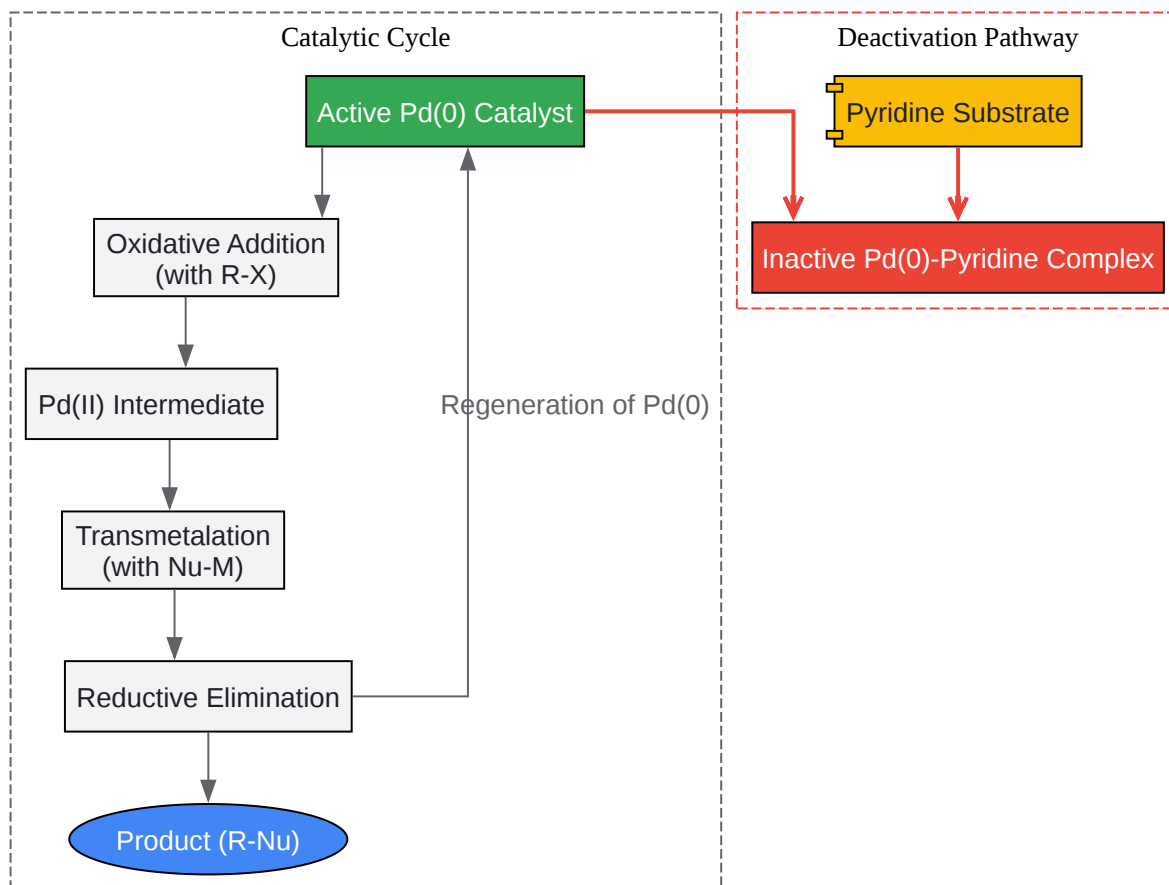 Catalytic Cycle
Active Pd(0) Catalyst
Oxidative Addition
(with R-X)
Pd(II) Intermediate
Regeneration of Pd(0)
Transmetalation
(with Nu-M)
Reductive Elimination
Product (R-Nu)
Deactivation Pathway
Pyridine Substrate
Inactive Pd(0)-Pyridine Complex